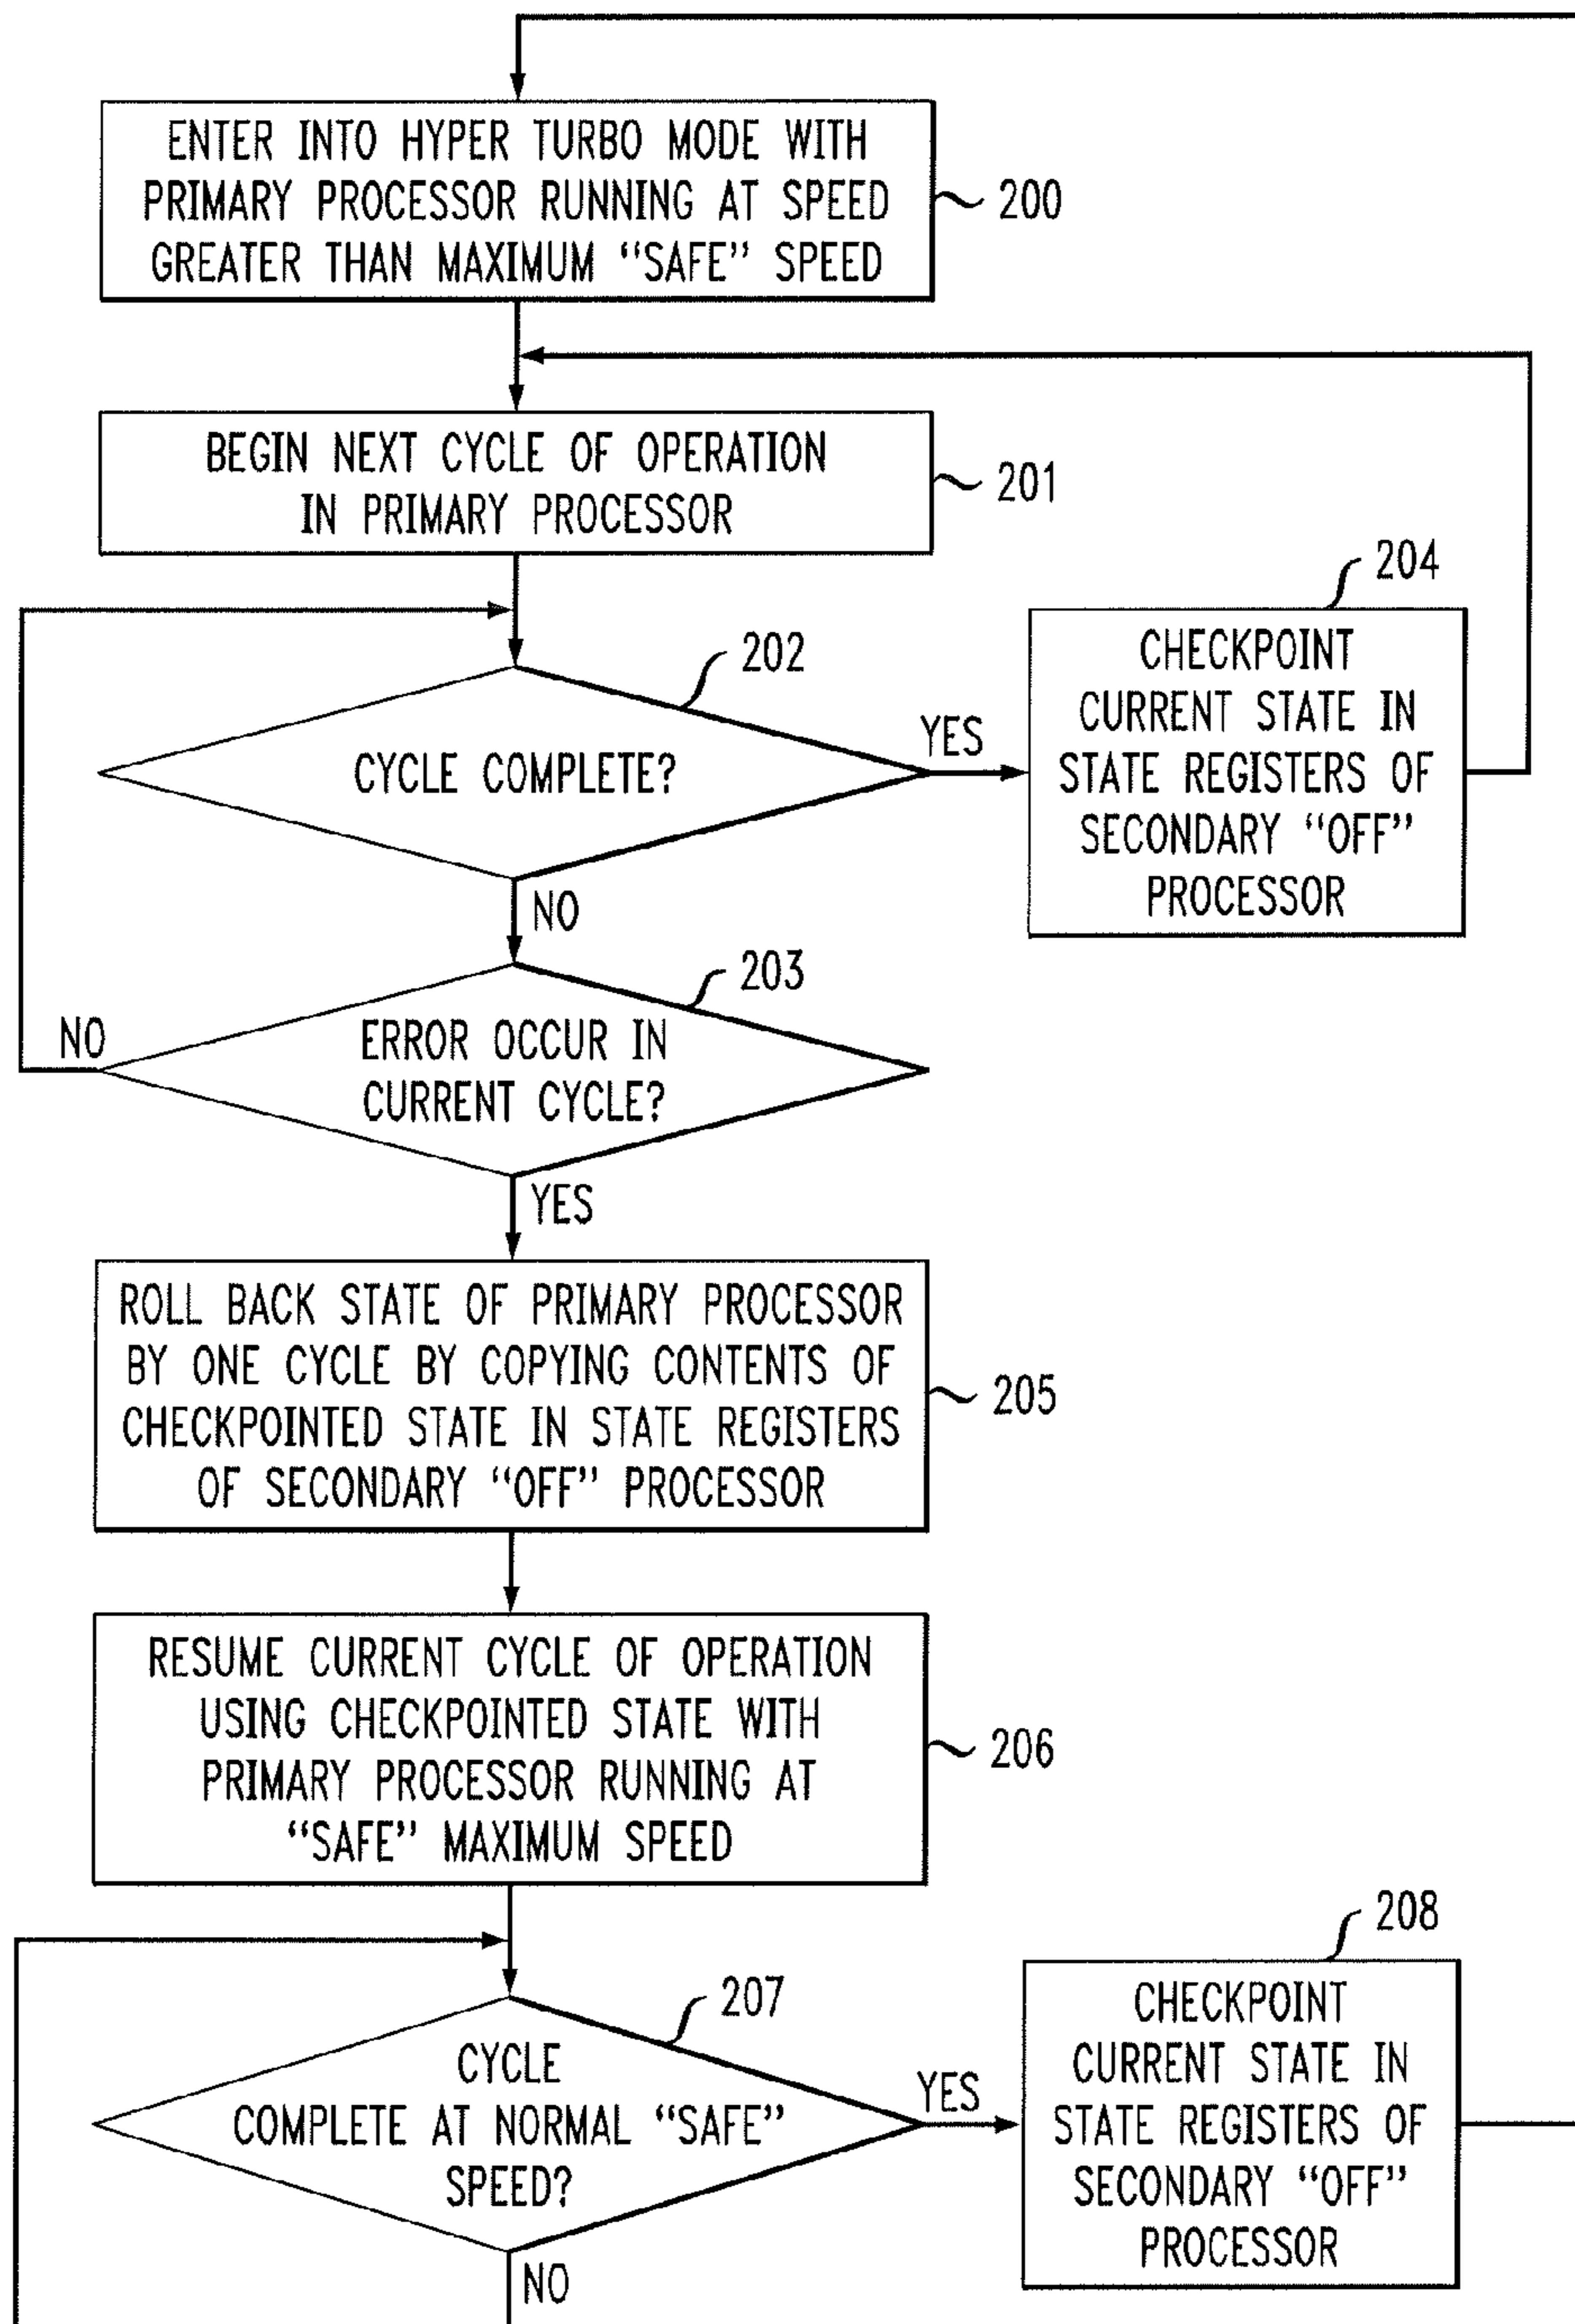 ENTER INTO HYPER TURBO MODE WITH
PRIMARY PROCESSOR RUNNING AT SPEED
GREATER THAN MAXIMUM “SAFE” SPEED
200
BEGIN NEXT CYCLE OF OPERATION
IN PRIMARY PROCESSOR
201
202
CYCLE COMPLETE?
YES
NO
204
CHECKPOINT
CURRENT STATE IN
STATE REGISTERS OF
SECONDARY “OFF”
PROCESSOR
203
ERROR OCCUR IN
CURRENT CYCLE?
NO
YES
ROLL BACK STATE OF PRIMARY PROCESSOR
BY ONE CYCLE BY COPYING CONTENTS OF
CHECKPOINTED STATE IN STATE REGISTERS
OF SECONDARY “OFF” PROCESSOR
205
RESUME CURRENT CYCLE OF OPERATION
USING CHECKPOINTED STATE WITH
PRIMARY PROCESSOR RUNNING AT
“SAFE” MAXIMUM SPEED
206
207
CYCLE
COMPLETE AT NORMAL “SAFE”
SPEED?
YES
NO
208
CHECKPOINT
CURRENT STATE IN
STATE REGISTERS OF
SECONDARY “OFF”
PROCESSOR